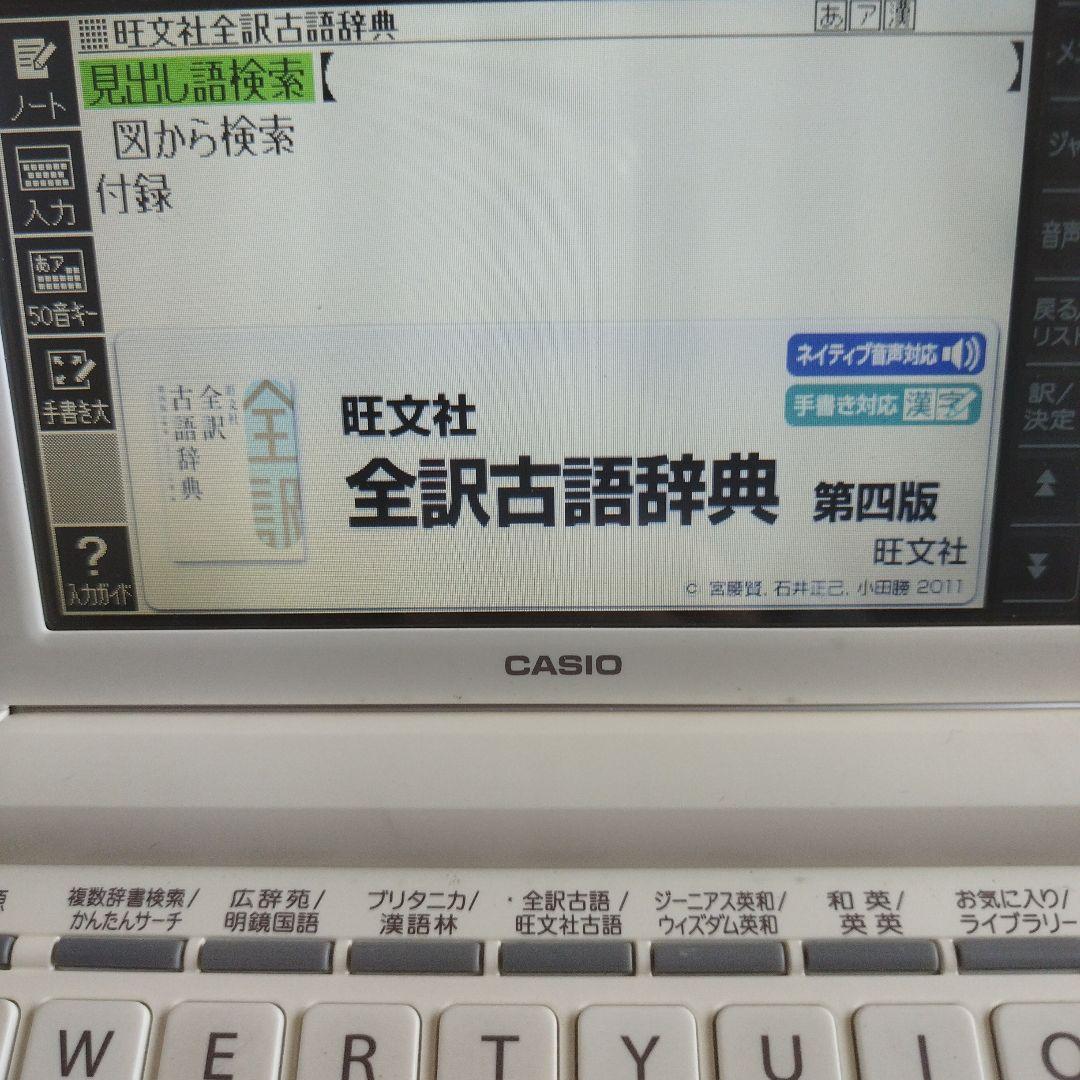 旺文社全訳古語辞典
あ ア 漢
見出し語検索【 】
図から検索
付録
ノート
入力
あア
50音キー
手書き大
?
入力ガイド
ネイティブ音声対応
手書き対応 漢字
旺文社
全訳
古語辞典
全訳
旺文社
全訳古語辞典 第四版
旺文社
© 宮腰賢, 石井正己, 小田勝 2011
音声
戻る/
リスト
訳/
決定
CASIO
複数辞書検索/
かんたんサーチ
広辞苑/
明鏡国語
ブリタニカ/
漢語林
・全訳古語/
旺文社古語
ジーニアス英和/
ウィズダム英和
和英/
英英
お気に入り/
ライブラリー
W E R T Y U I O